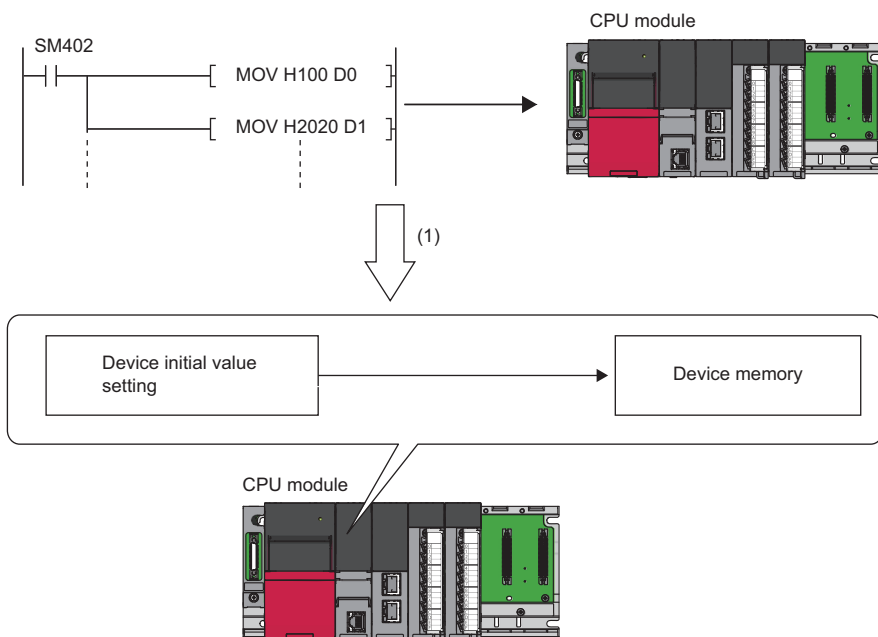 CPU module
SM402
MOV H100 D0
MOV H2020 D1
(1)
Device initial value
setting
Device memory
CPU module